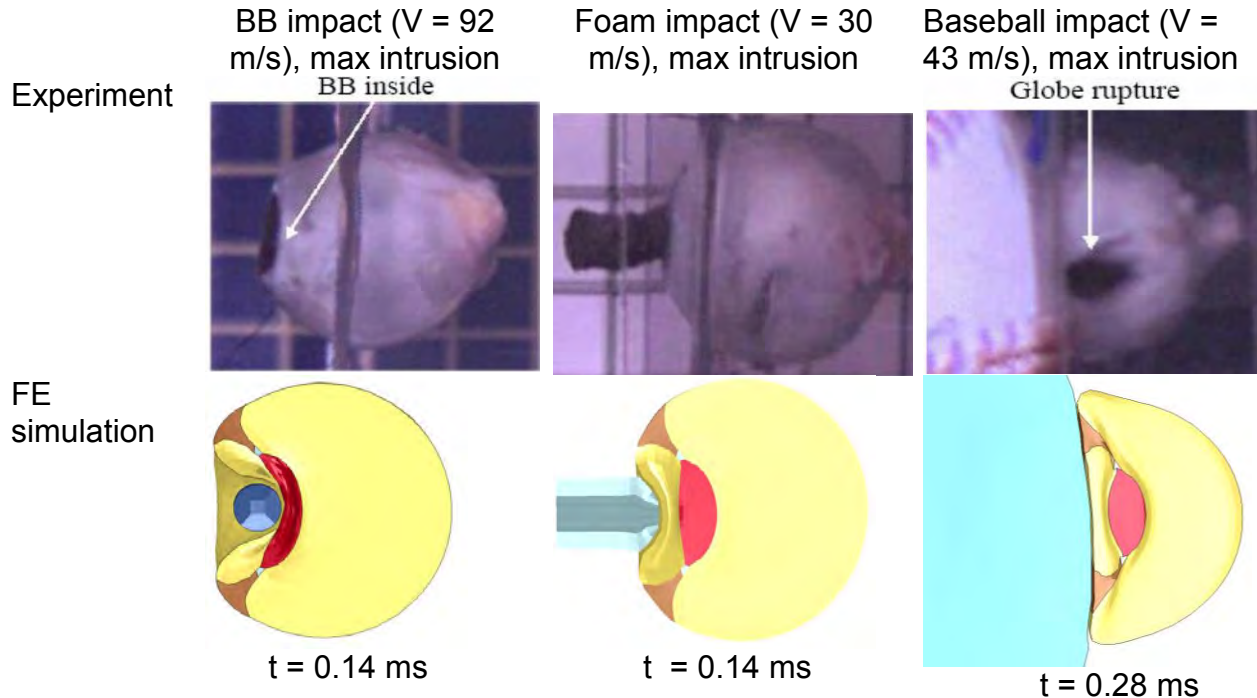 BB impact (V = 92
m/s), max intrusion
Foam impact (V = 30
m/s), max intrusion
Baseball impact (V =
43 m/s), max intrusion
Experiment
BB inside
Globe rupture
FE
simulation
t = 0.14 ms
t = 0.14 ms
t = 0.28 ms